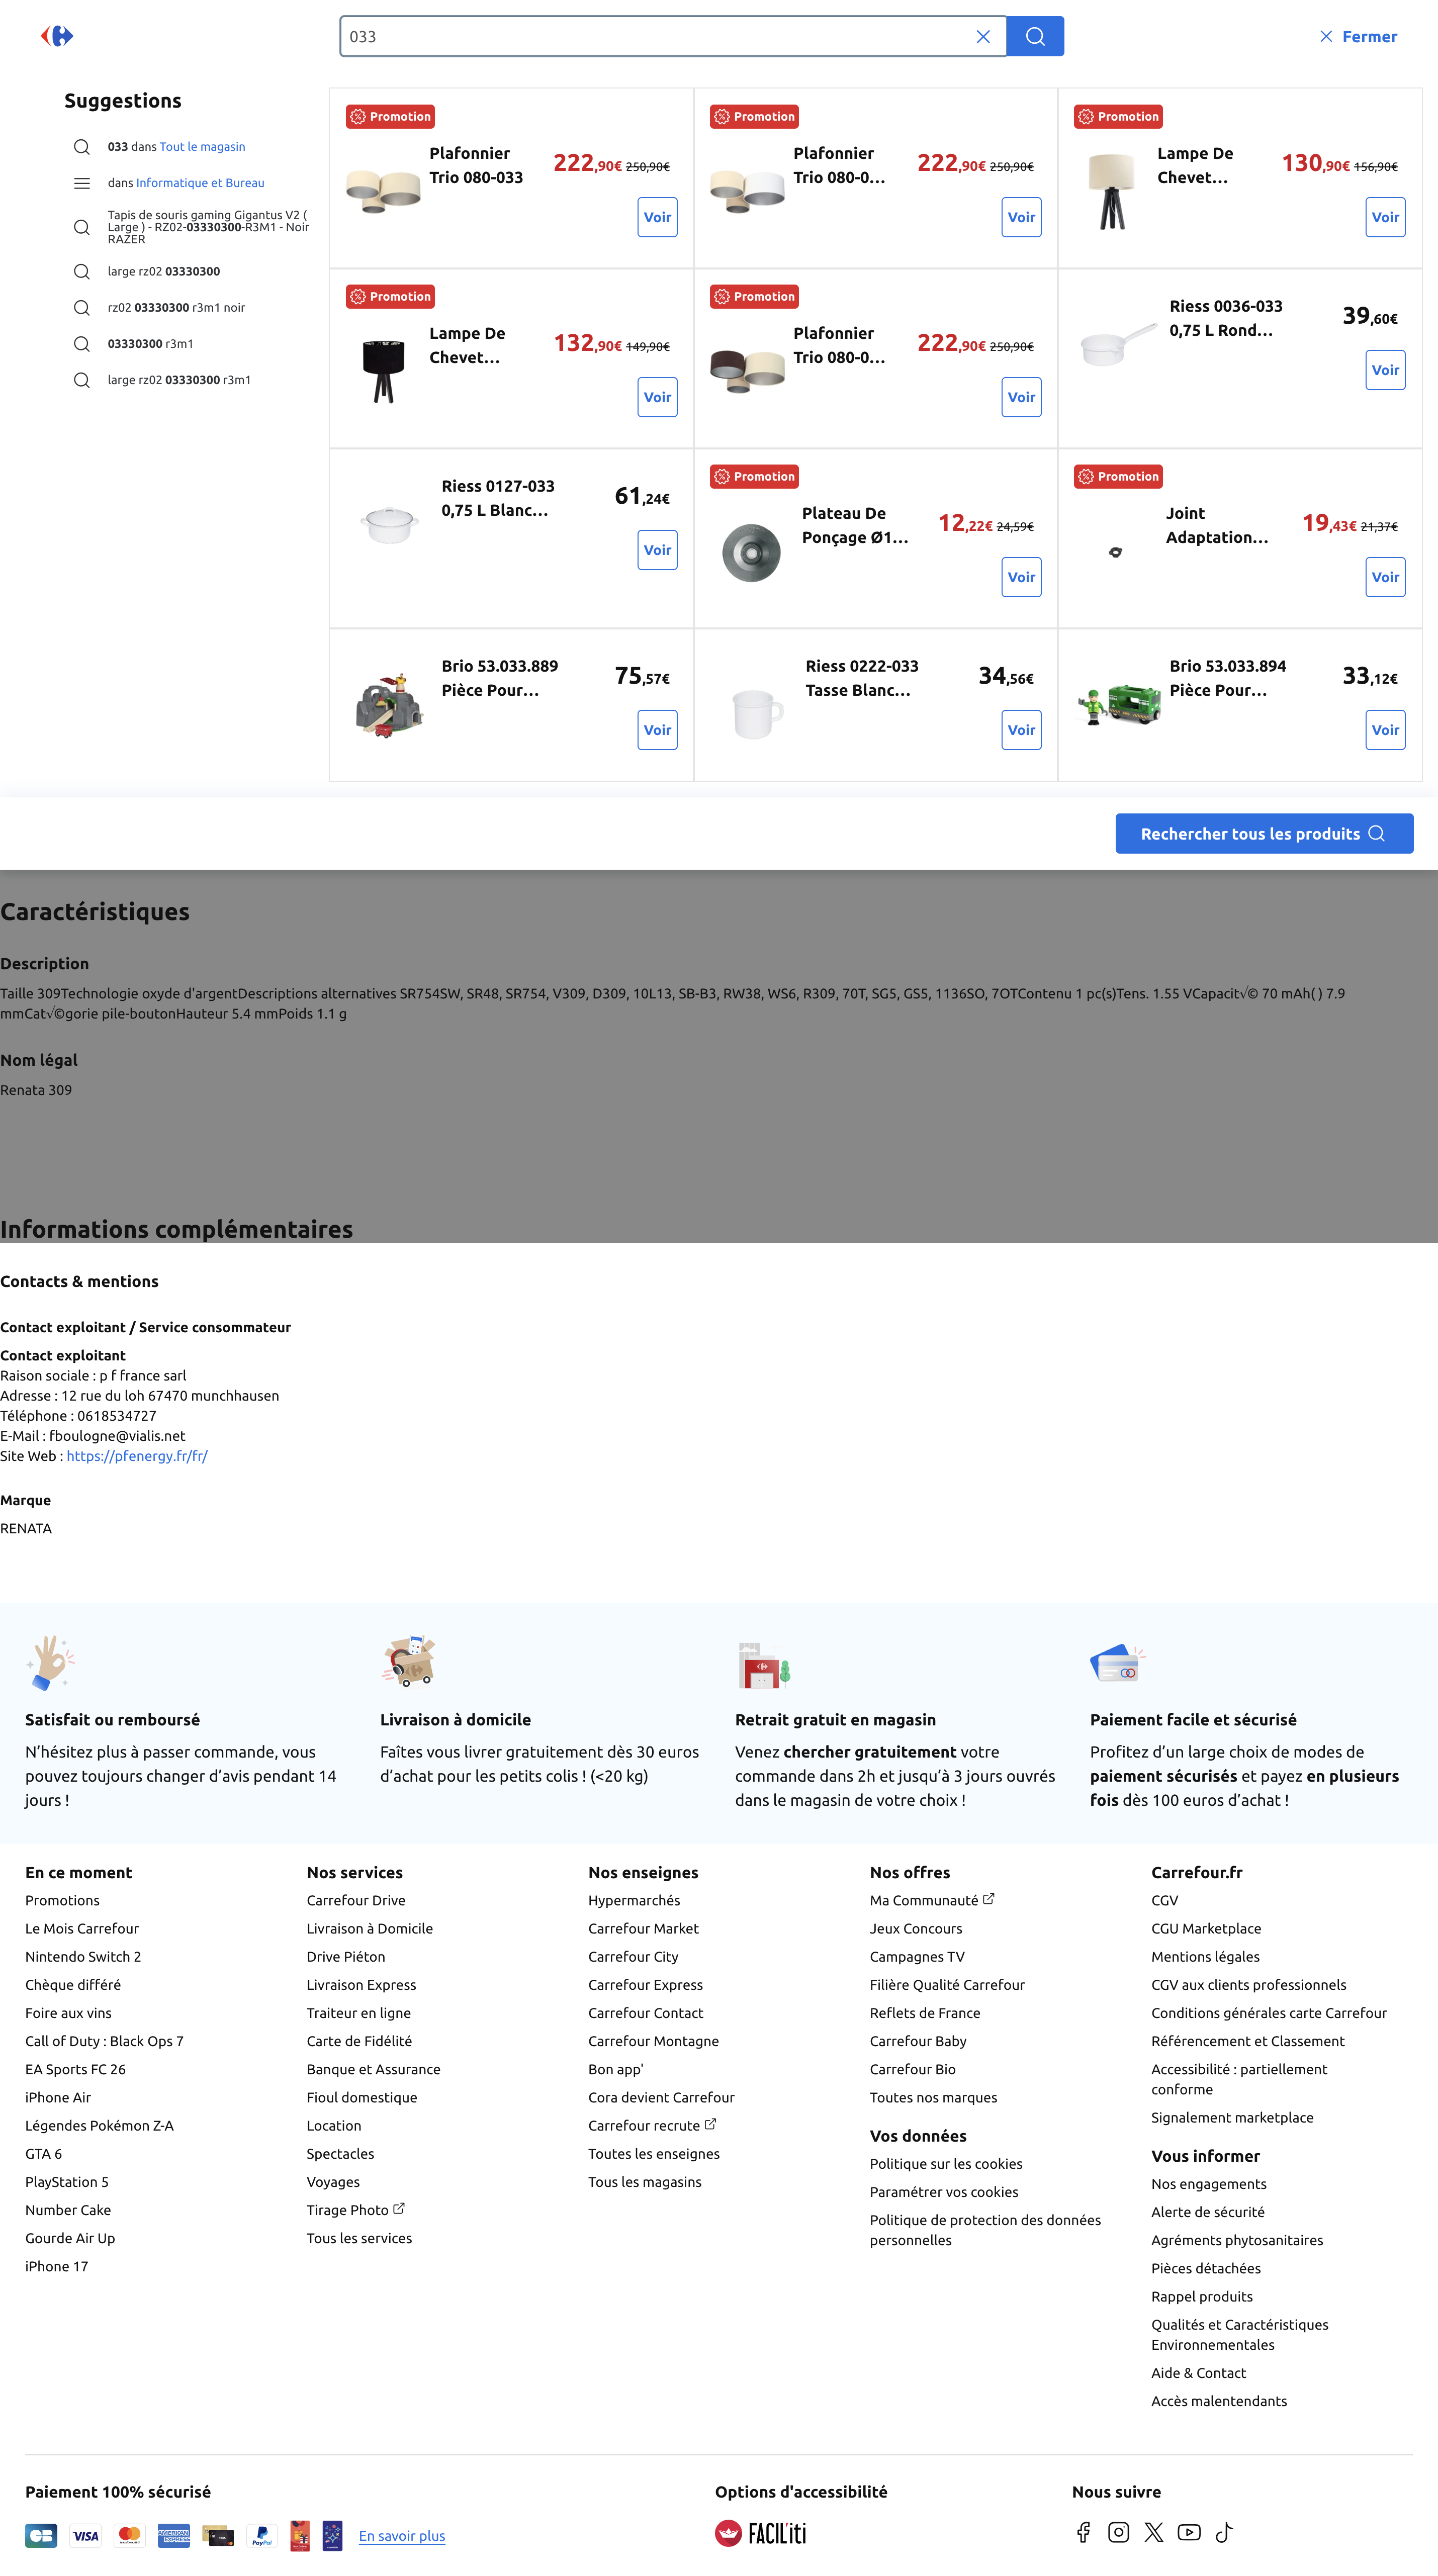 033
Fermer
Suggestions
033 dans Tout le magasin
dans Informatique et Bureau
Tapis de souris gaming Gigantus V2 (
Large ) - RZ02-03330300-R3M1 - Noir
RAZER
large rz02 03330300
rz02 03330300 r3m1 noir
03330300 r3m1
large rz02 03330300 r3m1
Promotion
Plafonnier
Trio 080-033
222,90€ 250,90€
Voir
Promotion
Plafonnier
Trio 080-0...
222,90€ 250,90€
Voir
Promotion
Lampe De
Chevet...
130,90€ 156,90€
Voir
Promotion
Lampe De
Chevet...
132,90€ 149,90€
Voir
Promotion
Plafonnier
Trio 080-0...
222,90€ 250,90€
Voir
Riess 0036-033
0,75 L Rond...
39,60€
Voir
Riess 0127-033
0,75 L Blanc...
61,24€
Voir
Promotion
Plateau De
Ponçage Ø1...
12,22€ 24,59€
Voir
Promotion
Joint
Adaptation...
19,43€ 21,37€
Voir
Brio 53.033.889
Pièce Pour...
75,57€
Voir
Riess 0222-033
Tasse Blanc...
34,56€
Voir
Brio 53.033.894
Pièce Pour...
33,12€
Voir
Rechercher tous les produits
Caractéristiques
Description
Taille 309Technologie oxyde d'argentDescriptions alternatives SR754SW, SR48, SR754, V309, D309, 10L13, SB-B3, RW38, WS6, R309, 70T, SG5, GS5, 1136SO, 7OTContenu 1 pc(s)Tens. 1.55 VCapacit√© 70 mAh( ) 7.9
mmCat√©gorie pile-boutonHauteur 5.4 mmPoids 1.1 g
Nom légal
Renata 309
Informations complémentaires
Contacts & mentions
Contact exploitant / Service consommateur
Contact exploitant
Raison sociale : p f france sarl
Adresse : 12 rue du loh 67470 munchhausen
Téléphone : 0618534727
E-Mail : fboulogne@vialis.net
Site Web : https://pfenergy.fr/fr/
Marque
RENATA
Satisfait ou remboursé
N’hésitez plus à passer commande, vous
pouvez toujours changer d’avis pendant 14
jours !
Livraison à domicile
Faîtes vous livrer gratuitement dès 30 euros
d’achat pour les petits colis ! (<20 kg)
Retrait gratuit en magasin
Venez chercher gratuitement votre
commande dans 2h et jusqu’à 3 jours ouvrés
dans le magasin de votre choix !
Paiement facile et sécurisé
Profitez d’un large choix de modes de
paiement sécurisés et payez en plusieurs
fois dès 100 euros d’achat !
En ce moment
Promotions
Le Mois Carrefour
Nintendo Switch 2
Chèque différé
Foire aux vins
Call of Duty : Black Ops 7
EA Sports FC 26
iPhone Air
Légendes Pokémon Z-A
GTA 6
PlayStation 5
Number Cake
Gourde Air Up
iPhone 17
Nos services
Carrefour Drive
Livraison à Domicile
Drive Piéton
Livraison Express
Traiteur en ligne
Carte de Fidélité
Banque et Assurance
Fioul domestique
Location
Spectacles
Voyages
Tirage Photo
Tous les services
Nos enseignes
Hypermarchés
Carrefour Market
Carrefour City
Carrefour Express
Carrefour Contact
Carrefour Montagne
Bon app'
Cora devient Carrefour
Carrefour recrute
Toutes les enseignes
Tous les magasins
Nos offres
Ma Communauté
Jeux Concours
Campagnes TV
Filière Qualité Carrefour
Reflets de France
Carrefour Baby
Carrefour Bio
Toutes nos marques
Vos données
Politique sur les cookies
Paramétrer vos cookies
Politique de protection des données
personnelles
Carrefour.fr
CGV
CGU Marketplace
Mentions légales
CGV aux clients professionnels
Conditions générales carte Carrefour
Référencement et Classement
Accessibilité : partiellement
conforme
Signalement marketplace
Vous informer
Nos engagements
Alerte de sécurité
Agréments phytosanitaires
Pièces détachées
Rappel produits
Qualités et Caractéristiques
Environnementales
Aide & Contact
Accès malentendants
Paiement 100% sécurisé
CB
VISA
mastercard
AMERICAN
EXPRESS
PayPal
En savoir plus
Options d'accessibilité
FACIL'iti
Nous suivre